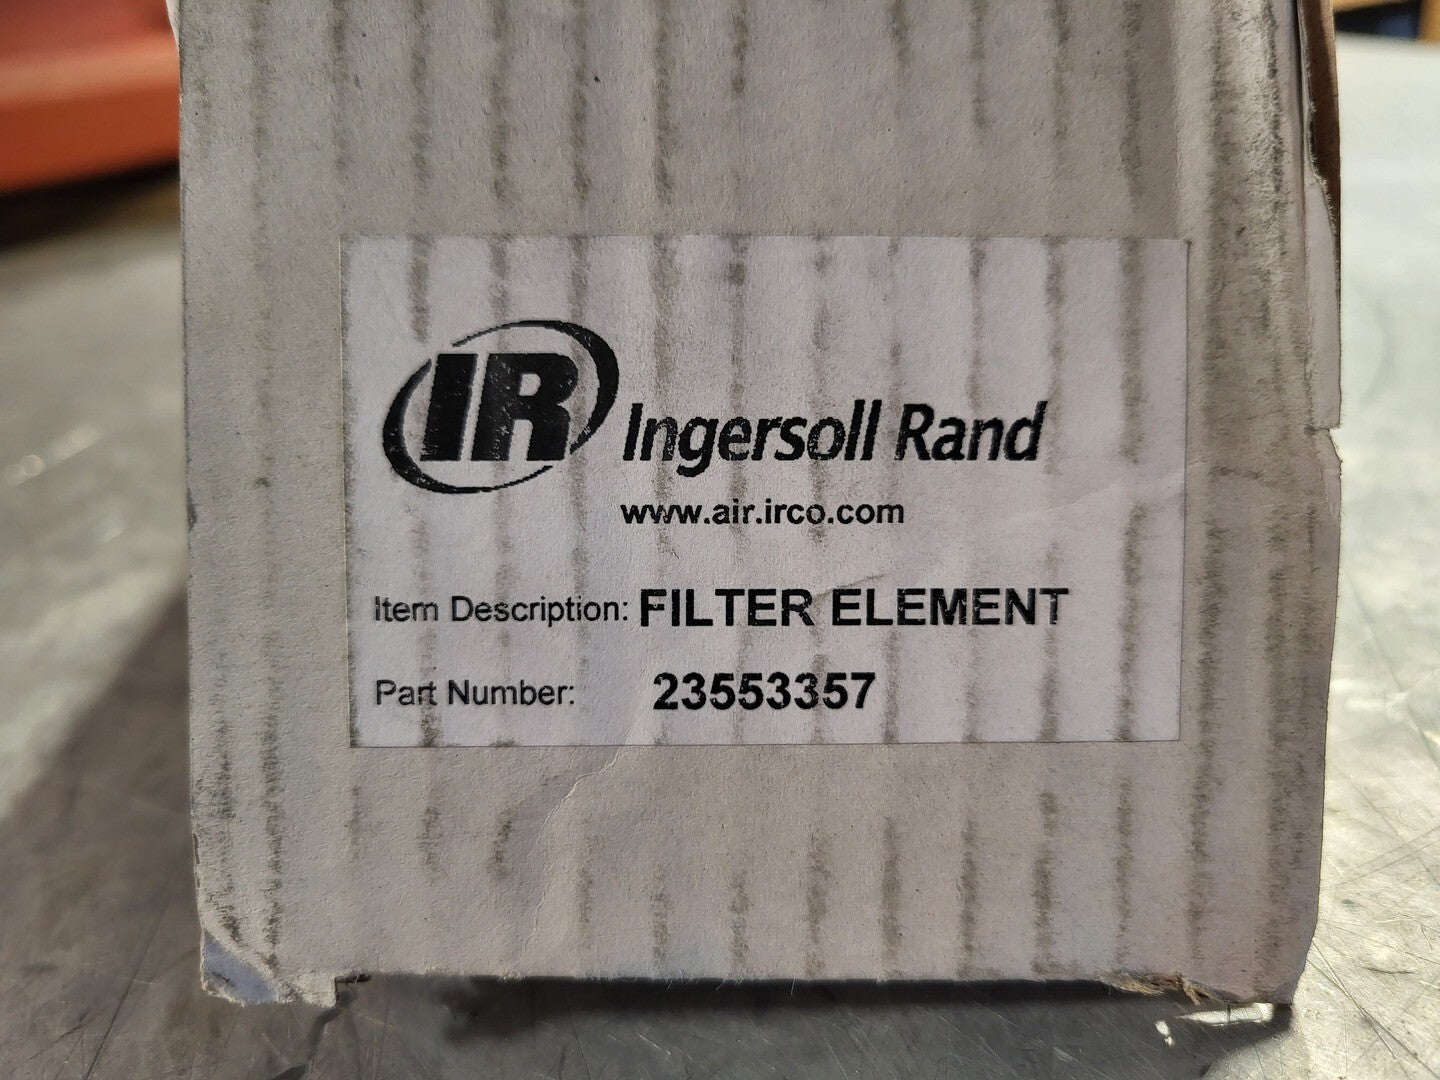 IR Ingersoll Rand
www.air.irco.com
Item Description: FILTER ELEMENT
Part Number: 23553357